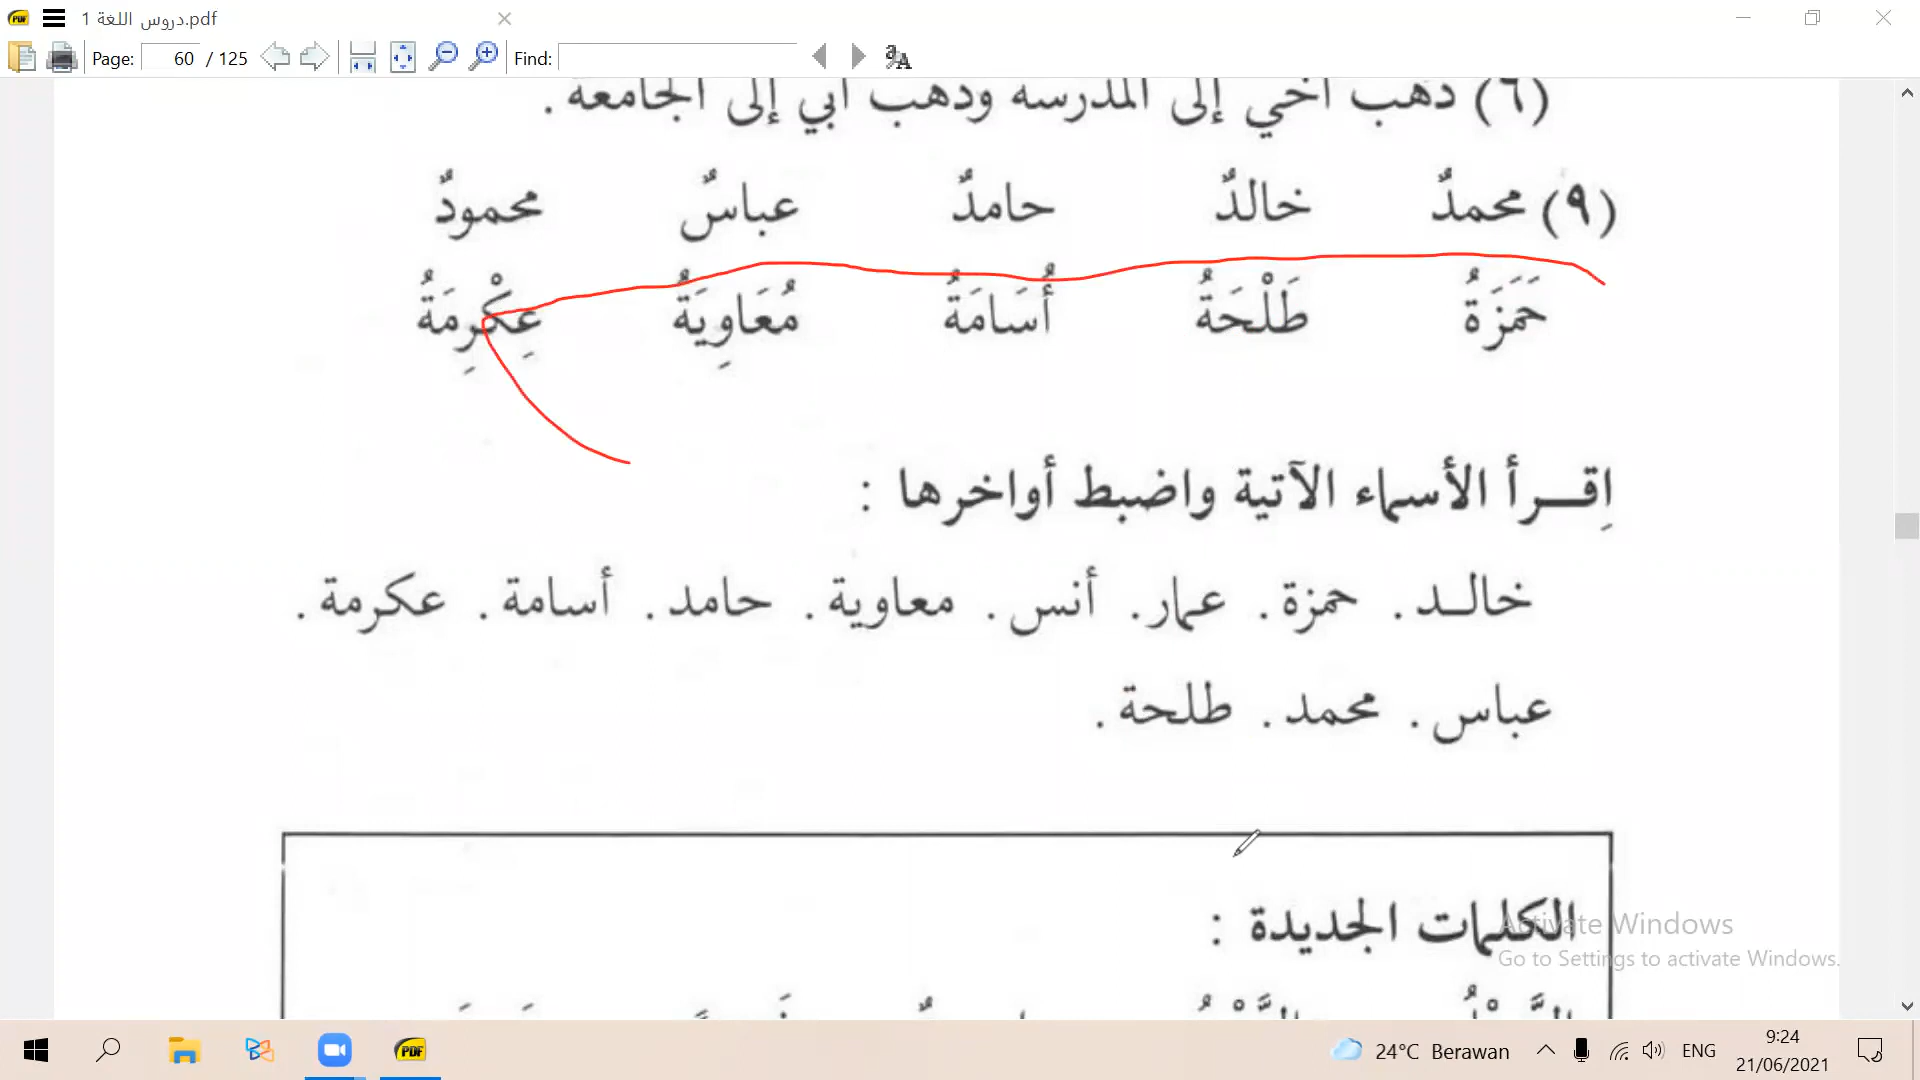 دروس اللغة 1.pdf
Page: 60 / 125 Find:
(٦) ذهب أخي إلى المدرسة وذهب أبي إلى الجامعة .
(٩) محمدٌ خالدٌ حامدٌ عباسٌ محمودٌ
حَمْزَةُ طَلْحَةُ أُسَامَةُ مُعَاوِيَةُ عِكْرِمَةُ
اِقـــرأ الأسماء الآتية واضبط أواخرها :
خالـد . حمزة . عمار . أنس . معاوية . حامد . أسامة . عكرمة .
عباس . محمد . طلحة .
الكلمات الجديدة :
Activate Windows
Go to Settings to activate Windows.
24°C Berawan ENG 9:24
21/06/2021